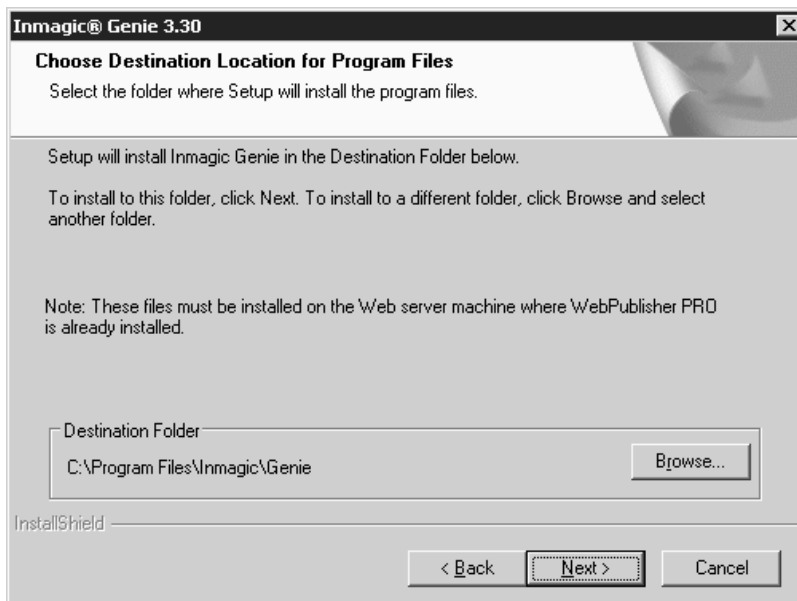 Inmagic® Genie 3.30
Choose Destination Location for Program Files
Select the folder where Setup will install the program files.
Setup will install Inmagic Genie in the Destination Folder below.
To install to this folder, click Next. To install to a different folder, click Browse and select
another folder.
Note: These files must be installed on the Web server machine where WebPublisher PRO
is already installed.
Destination Folder
C:\Program Files\Inmagic\Genie
Browse...
InstallShield
< Back
Next >
Cancel